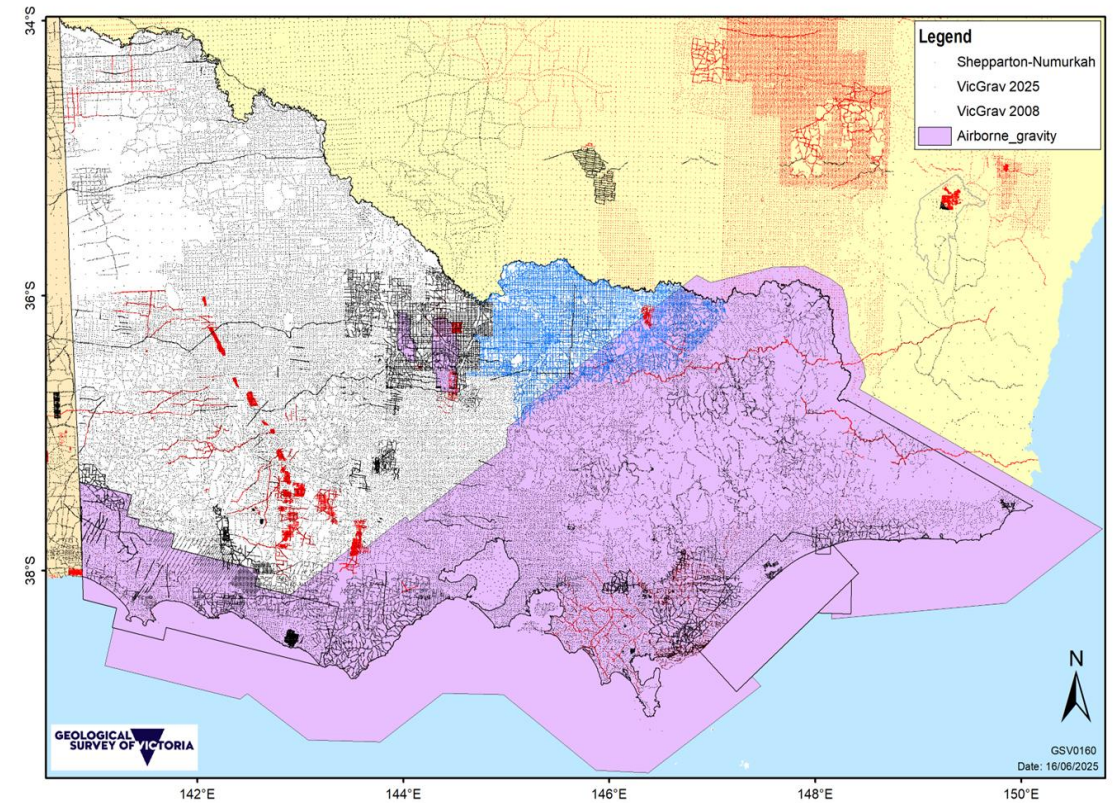 34°S
36°S
38°S
Legend
Shepparton-Numurkah
VicGrav 2025
VicGrav 2008
Airborne_gravity
N
GEOLOGICAL
SURVEY OF VICTORIA
GSV0160
Date: 16/06/2025
142°E
144°E
146°E
148°E
150°E